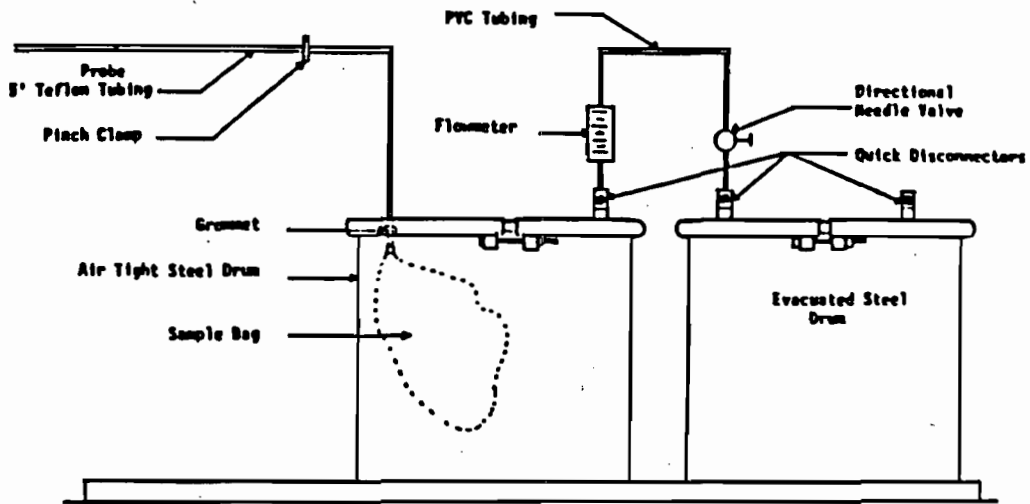 PVC Tubing
Probe
5' Teflon Tubing
Pinch Clamp
Flowmeter
Directional
Needle Valve
Quick Disconnectors
Grommet
Air Tight Steel Drum
Sample Bag
Evacuated Steel
Drum